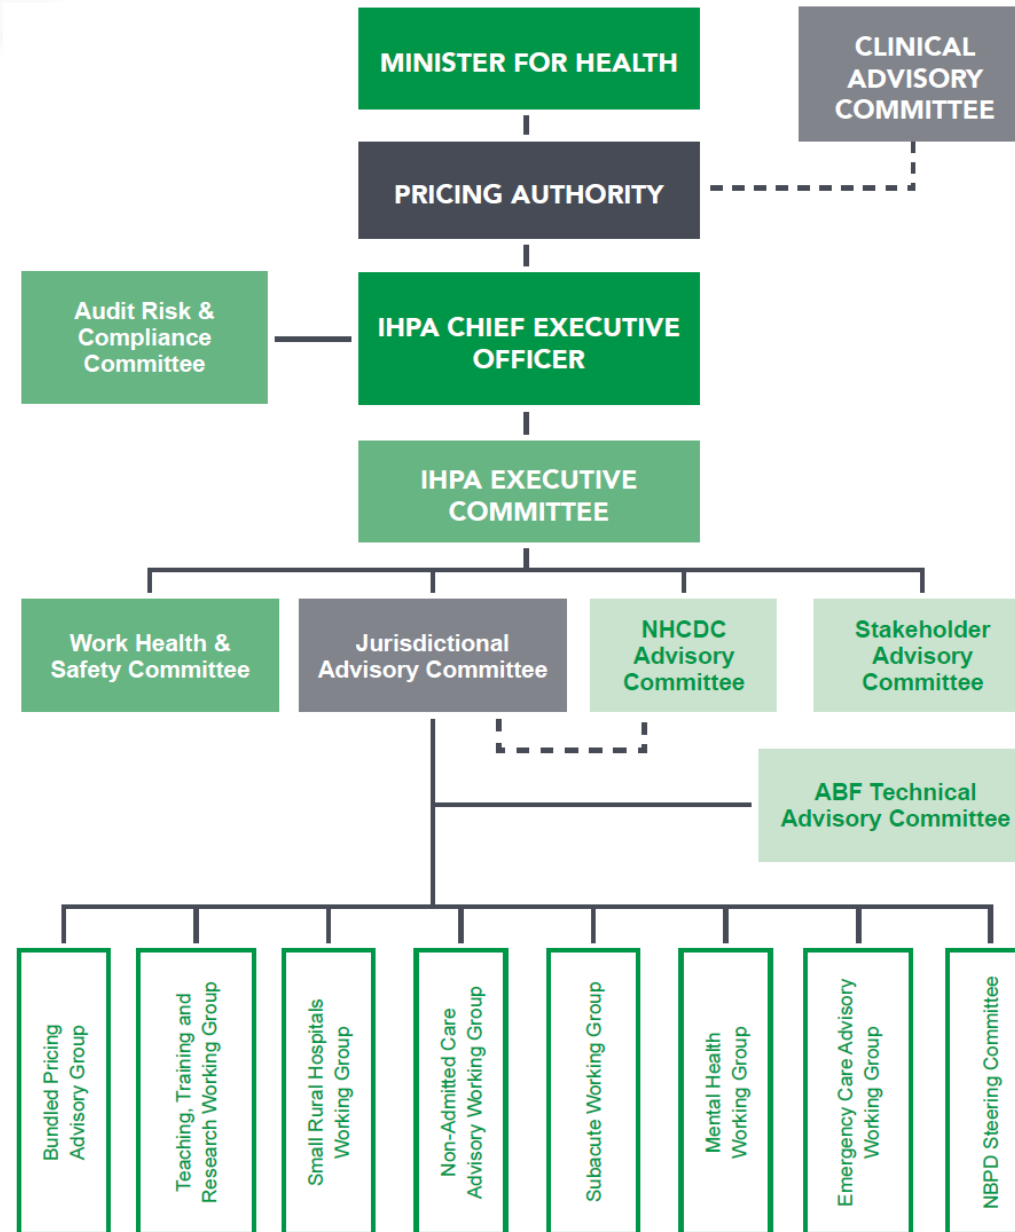 MINISTER FOR HEALTH
CLINICAL
ADVISORY
COMMITTEE
PRICING AUTHORITY
Audit Risk &
Compliance
Committee
IHPA CHIEF EXECUTIVE
OFFICER
IHPA EXECUTIVE
COMMITTEE
Work Health &
Safety Committee
Jurisdictional
Advisory Committee
NHCDC
Advisory
Committee
Stakeholder
Advisory
Committee
ABF Technical
Advisory Committee
Bundled Pricing
Advisory Group
Teaching, Training and
Research Working Group
Small Rural Hospitals
Working Group
Non-Admitted Care
Advisory Working Group
Subacute Working Group
Mental Health
Working Group
Emergency Care Advisory
Working Group
NBPD Steering Committee